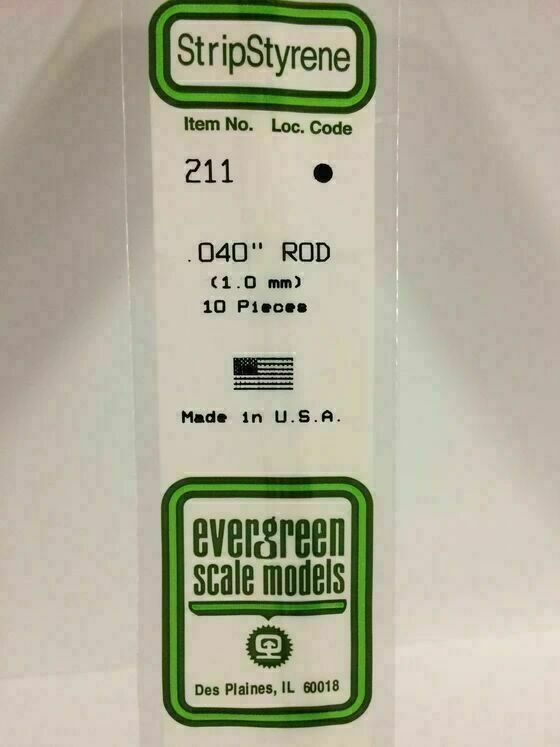 StripStyrene
Item No. Loc. Code
211 ●
.040" ROD
(1.0 mm)
10 Pieces
Made in U.S.A.
evergreen
scale models
Des Plaines, IL 60018